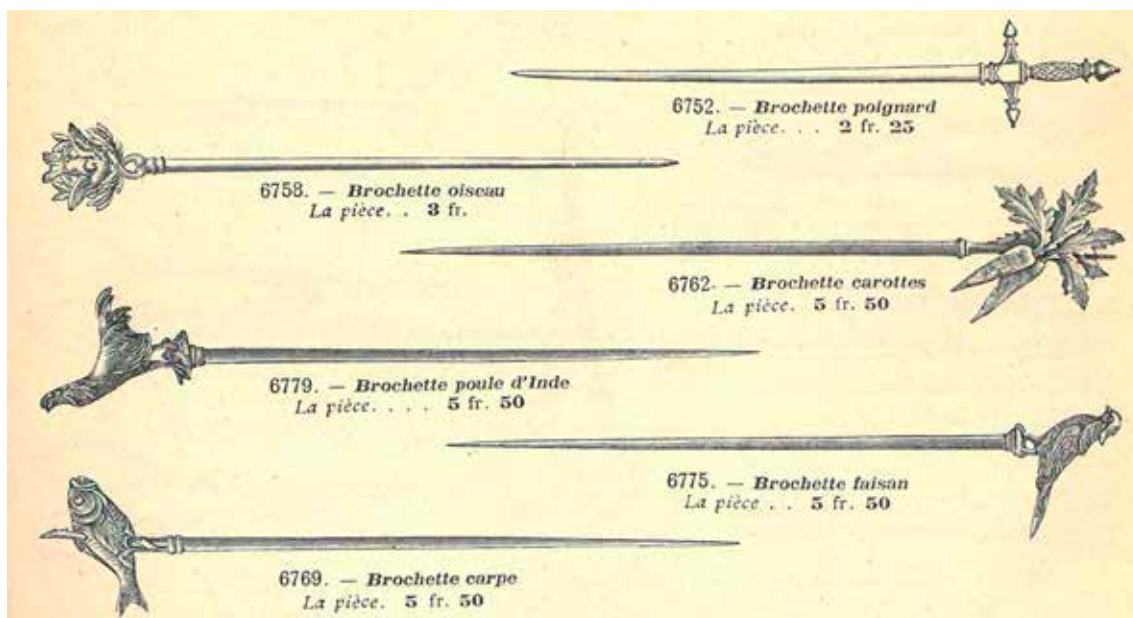 6752. — Brochette poignard
La pièce. . . 2 fr. 25
6758. — Brochette oiseau
La pièce. . 3 fr.
6762. — Brochette carottes
La pièce. 5 fr. 50
6779. — Brochette poule d'Inde
La pièce. . . . 5 fr. 50
6775. — Brochette faisan
La pièce . . 5 fr. 50
6769. — Brochette carpe
La pièce. 5 fr. 50